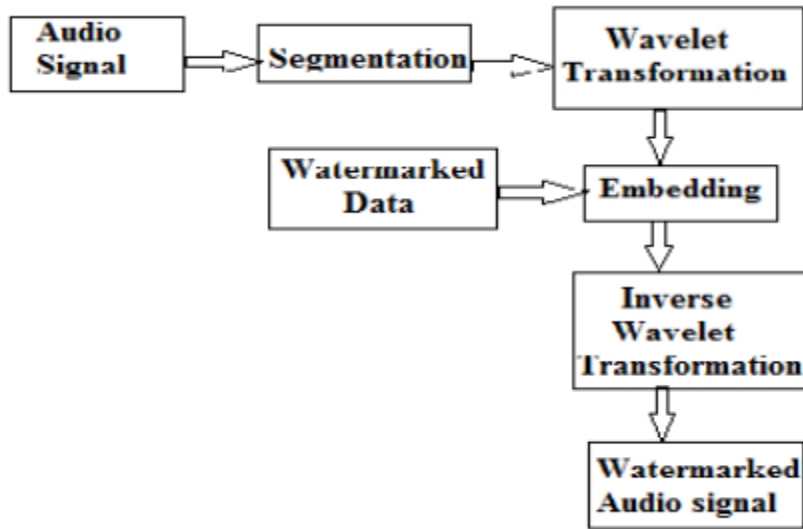 Audio
Signal
Segmentation
Wavelet
Transformation
Watermarked
Data
Embedding
Inverse
Wavelet
Transformation
Watermarked
Audio signal